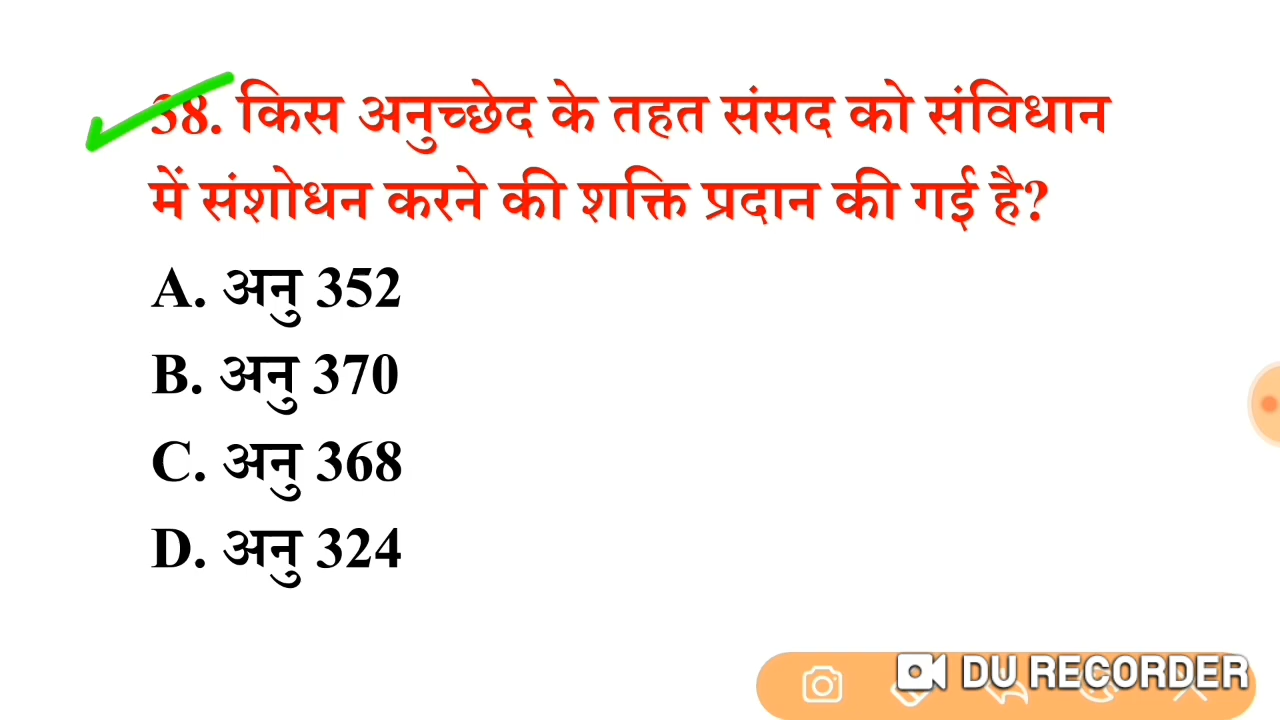 38. किस अनुच्छेद के तहत संसद को संविधान
में संशोधन करने की शक्ति प्रदान की गई है?
A. अनु 352
B. अनु 370
C. अनु 368
D. अनु 324
DU RECORDER